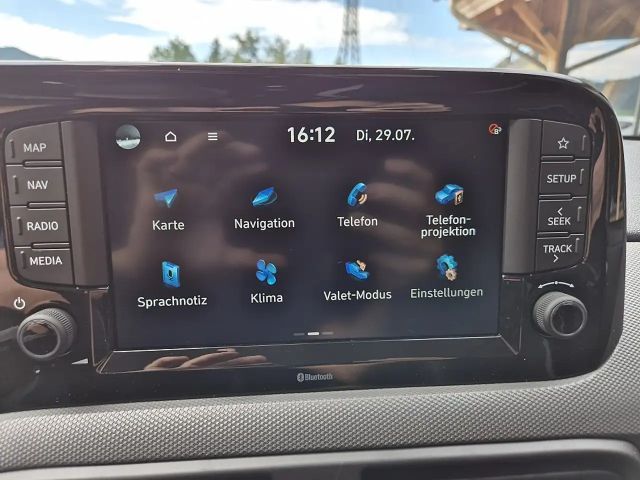 16:12 Di, 29.07.
MAP
NAV
RADIO
MEDIA
Karte
Navigation
Telefon
Telefon-
projektion
Sprachnotiz
Klima
Valet-Modus
Einstellungen
SETUP
SEEK
TRACK
Bluetooth